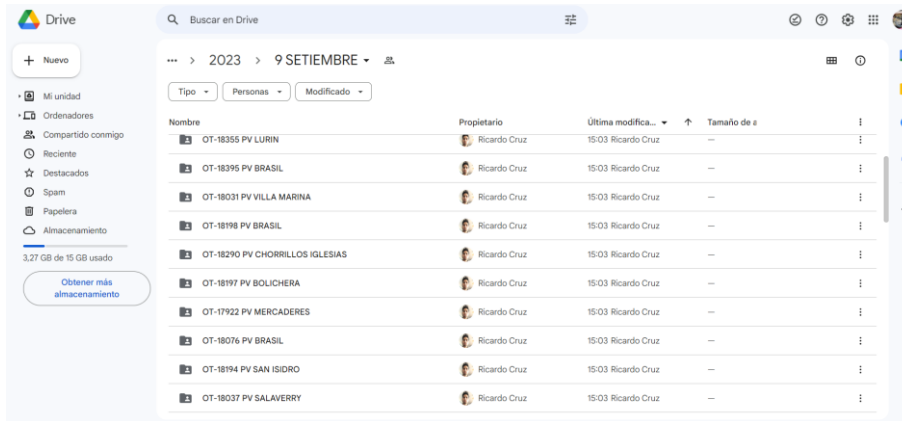 Drive
Buscar en Drive
Nuevo
2023 > 9 SETIEMBRE
Tipo
Personas
Modificado
Mi unidad
Ordenadores
Compartido conmigo
Reciente
Destacados
Spam
Papelera
Almacenamiento
3,27 GB de 15 GB usado
Obtener más
almacenamiento
Nombre Propietario Última modifica... Tamaño de a
OT-18355 PV LURIN Ricardo Cruz 15:03 Ricardo Cruz —
OT-18395 PV BRASIL Ricardo Cruz 15:03 Ricardo Cruz —
OT-18031 PV VILLA MARINA Ricardo Cruz 15:03 Ricardo Cruz —
OT-18198 PV BRASIL Ricardo Cruz 15:03 Ricardo Cruz —
OT-18290 PV CHORRILLOS IGLESIAS Ricardo Cruz 15:03 Ricardo Cruz —
OT-18197 PV BOLICHERA Ricardo Cruz 15:03 Ricardo Cruz —
OT-17922 PV MERCADERES Ricardo Cruz 15:03 Ricardo Cruz —
OT-18076 PV BRASIL Ricardo Cruz 15:03 Ricardo Cruz —
OT-18194 PV SAN ISIDRO Ricardo Cruz 15:03 Ricardo Cruz —
OT-18037 PV SALAVERRY Ricardo Cruz 15:03 Ricardo Cruz —